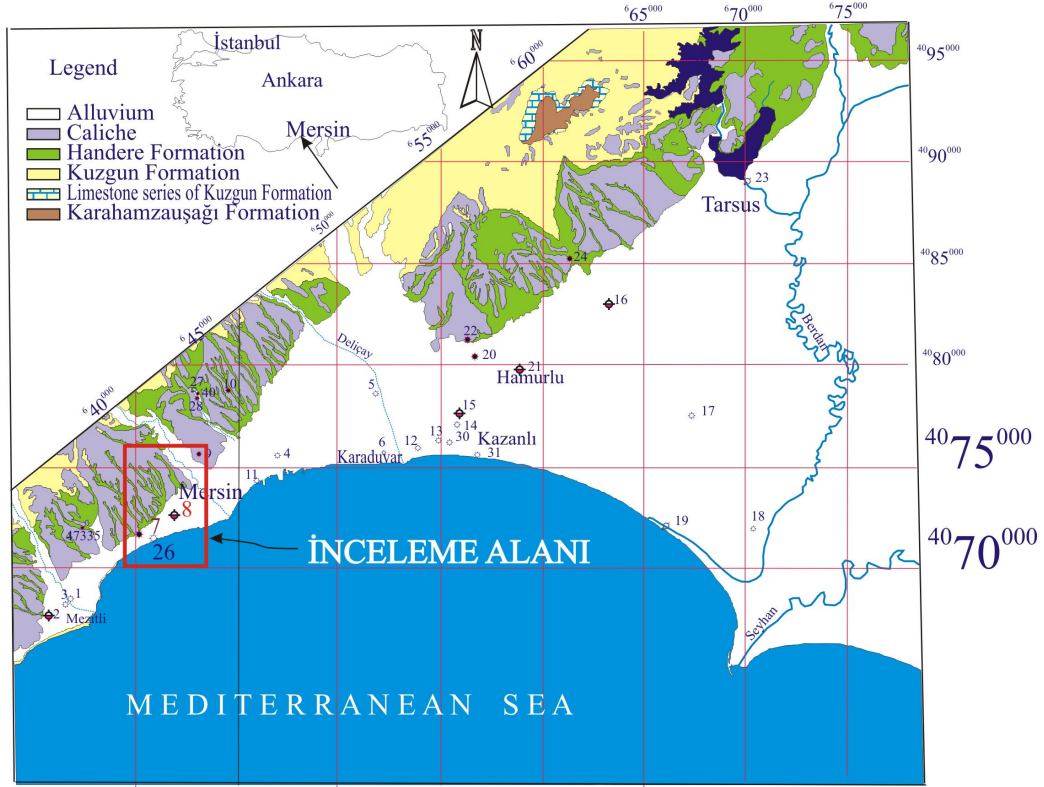 6 65 000
6 70 000
6 75 000
N
40 95 000
İstanbul
6 60 000
Legend
Ankara
Alluvium
Mersin
6 55 000
Caliche
Handere Formation
40 90 000
Kuzgun Formation
23
Limestone series of Kuzgun Formation
Karahamzauşağı Formation
Tarsus
6 50 000
24
40 85 000
16
6 45 000
Deliçay
22
Berdan
20
21
40 80 000
Hamurlu
27
10
40
28
5
6 40 000
15
14
17
13
30
Kazanlı
12
6
31
40 75 000
9
4
Karaduvar
11
Mersin
8
47335
7
26
19
18
İNCELEME ALANI
40 70 000
3
1
2
Mezitli
Seyhan
MEDITERRANEAN SEA